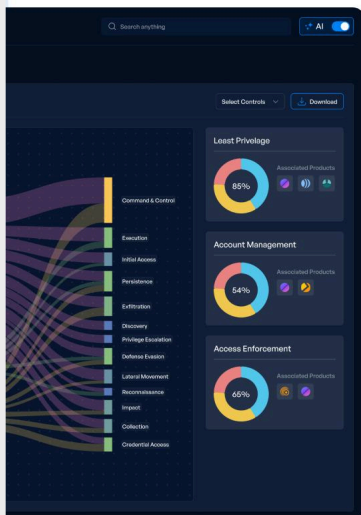 Search anything
AI
Select Controls
Download
Least Privelage
85%
Associated Products
Account Management
54%
Associated Products
Access Enforcement
65%
Associated Products
Command & Control
Execution
Initial Access
Persistence
Exfiltration
Discovery
Privilege Escalation
Defense Evasion
Lateral Movement
Reconnaissance
Impact
Collection
Credential Access